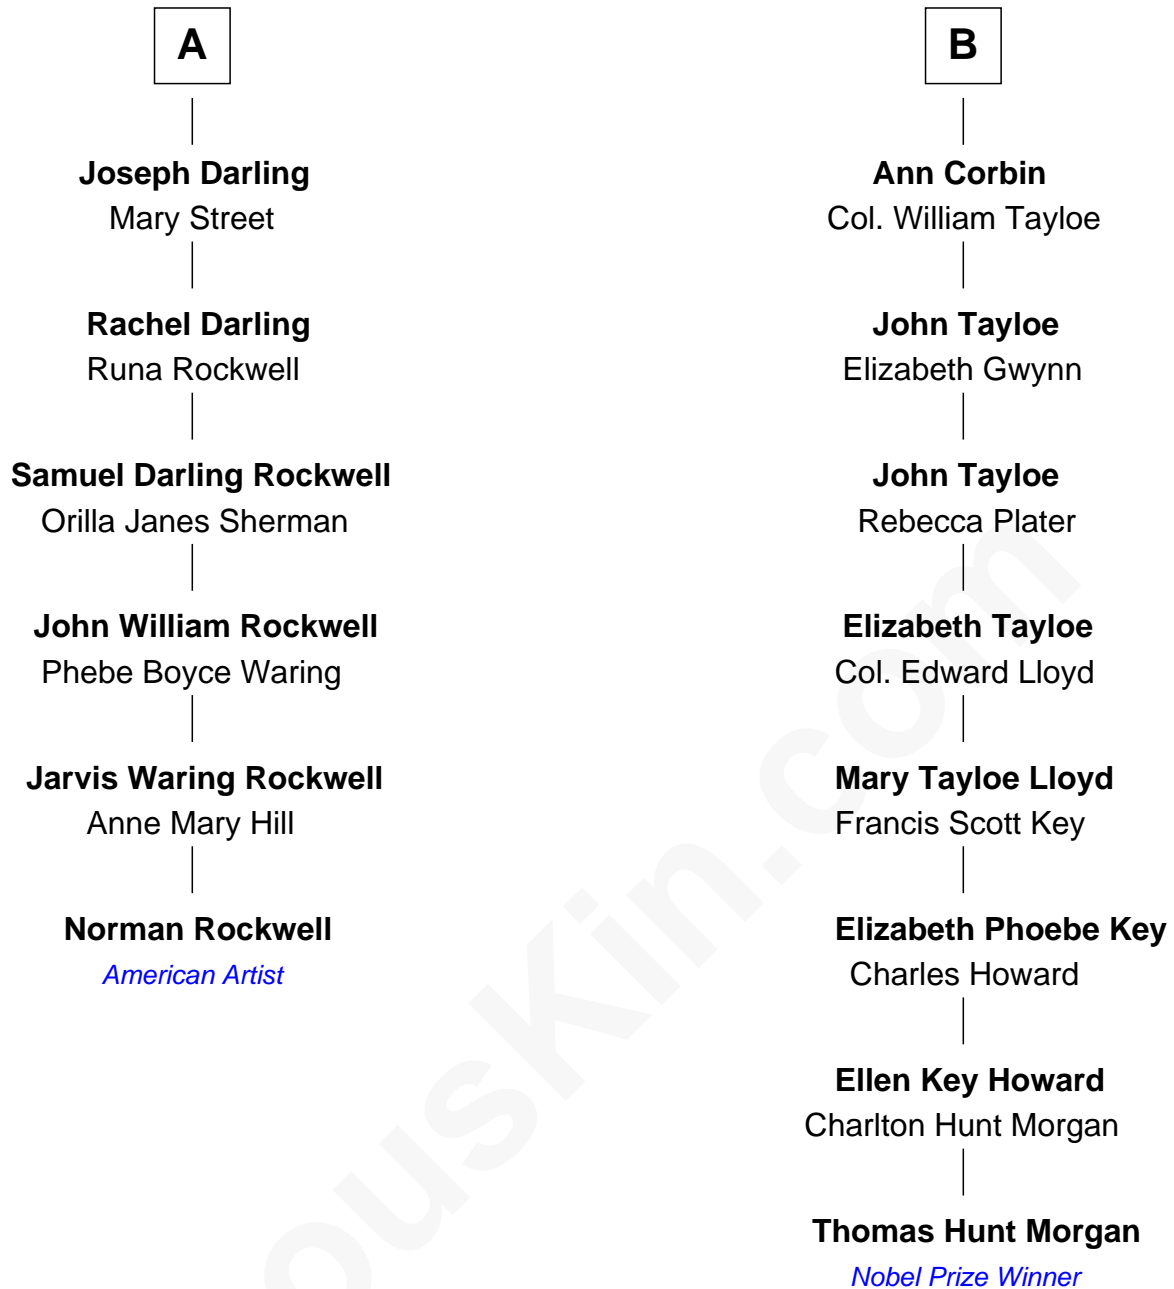 A
Joseph Darling
Mary Street
Rachel Darling
Runa Rockwell
Samuel Darling Rockwell
Orilla Janes Sherman
John William Rockwell
Phebe Boyce Waring
Jarvis Waring Rockwell
Anne Mary Hill
Norman Rockwell
American Artist
B
Ann Corbin
Col. William Tayloe
John Tayloe
Elizabeth Gwynn
John Tayloe
Rebecca Plater
Elizabeth Tayloe
Col. Edward Lloyd
Mary Tayloe Lloyd
Francis Scott Key
Elizabeth Phoebe Key
Charles Howard
Ellen Key Howard
Charlton Hunt Morgan
Thomas Hunt Morgan
Nobel Prize Winner
ousKin.com